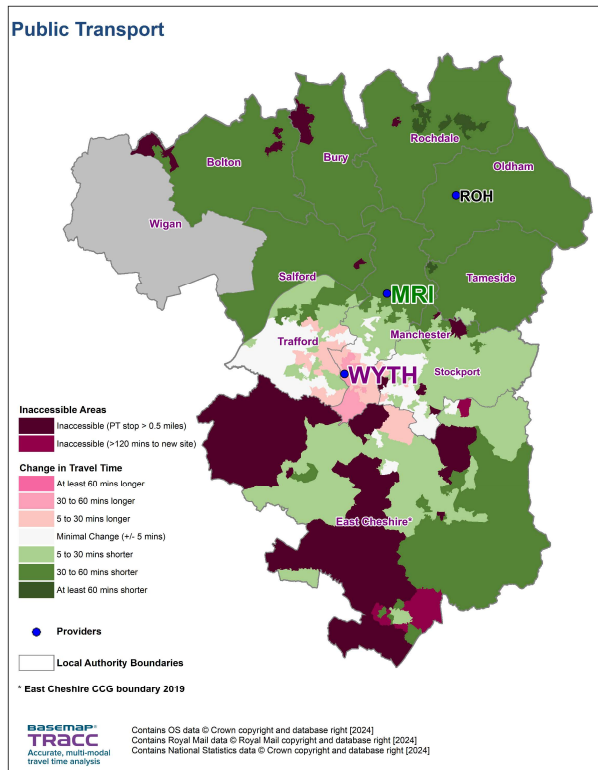 Public Transport
Rochdale
Bury
Bolton
Oldham
ROH
Wigan
Salford
MRI
Tameside
Manchester
Trafford
WYTH
Stockport
East Cheshire*
Inaccessible Areas
Inaccessible (PT stop > 0.5 miles)
Inaccessible (>120 mins to new site)
Change in Travel Time
At least 60 mins longer
30 to 60 mins longer
5 to 30 mins longer
Minimal Change (+/- 5 mins)
5 to 30 mins shorter
30 to 60 mins shorter
At least 60 mins shorter
Providers
Local Authority Boundaries
* East Cheshire CCG boundary 2019
BASEMAP®
TRACC
Accurate, multi-modal
travel time analysis
Contains OS data © Crown copyright and database right [2024]
Contains Royal Mail data © Royal Mail copyright and database right [2024]
Contains National Statistics data © Crown copyright and database right [2024]